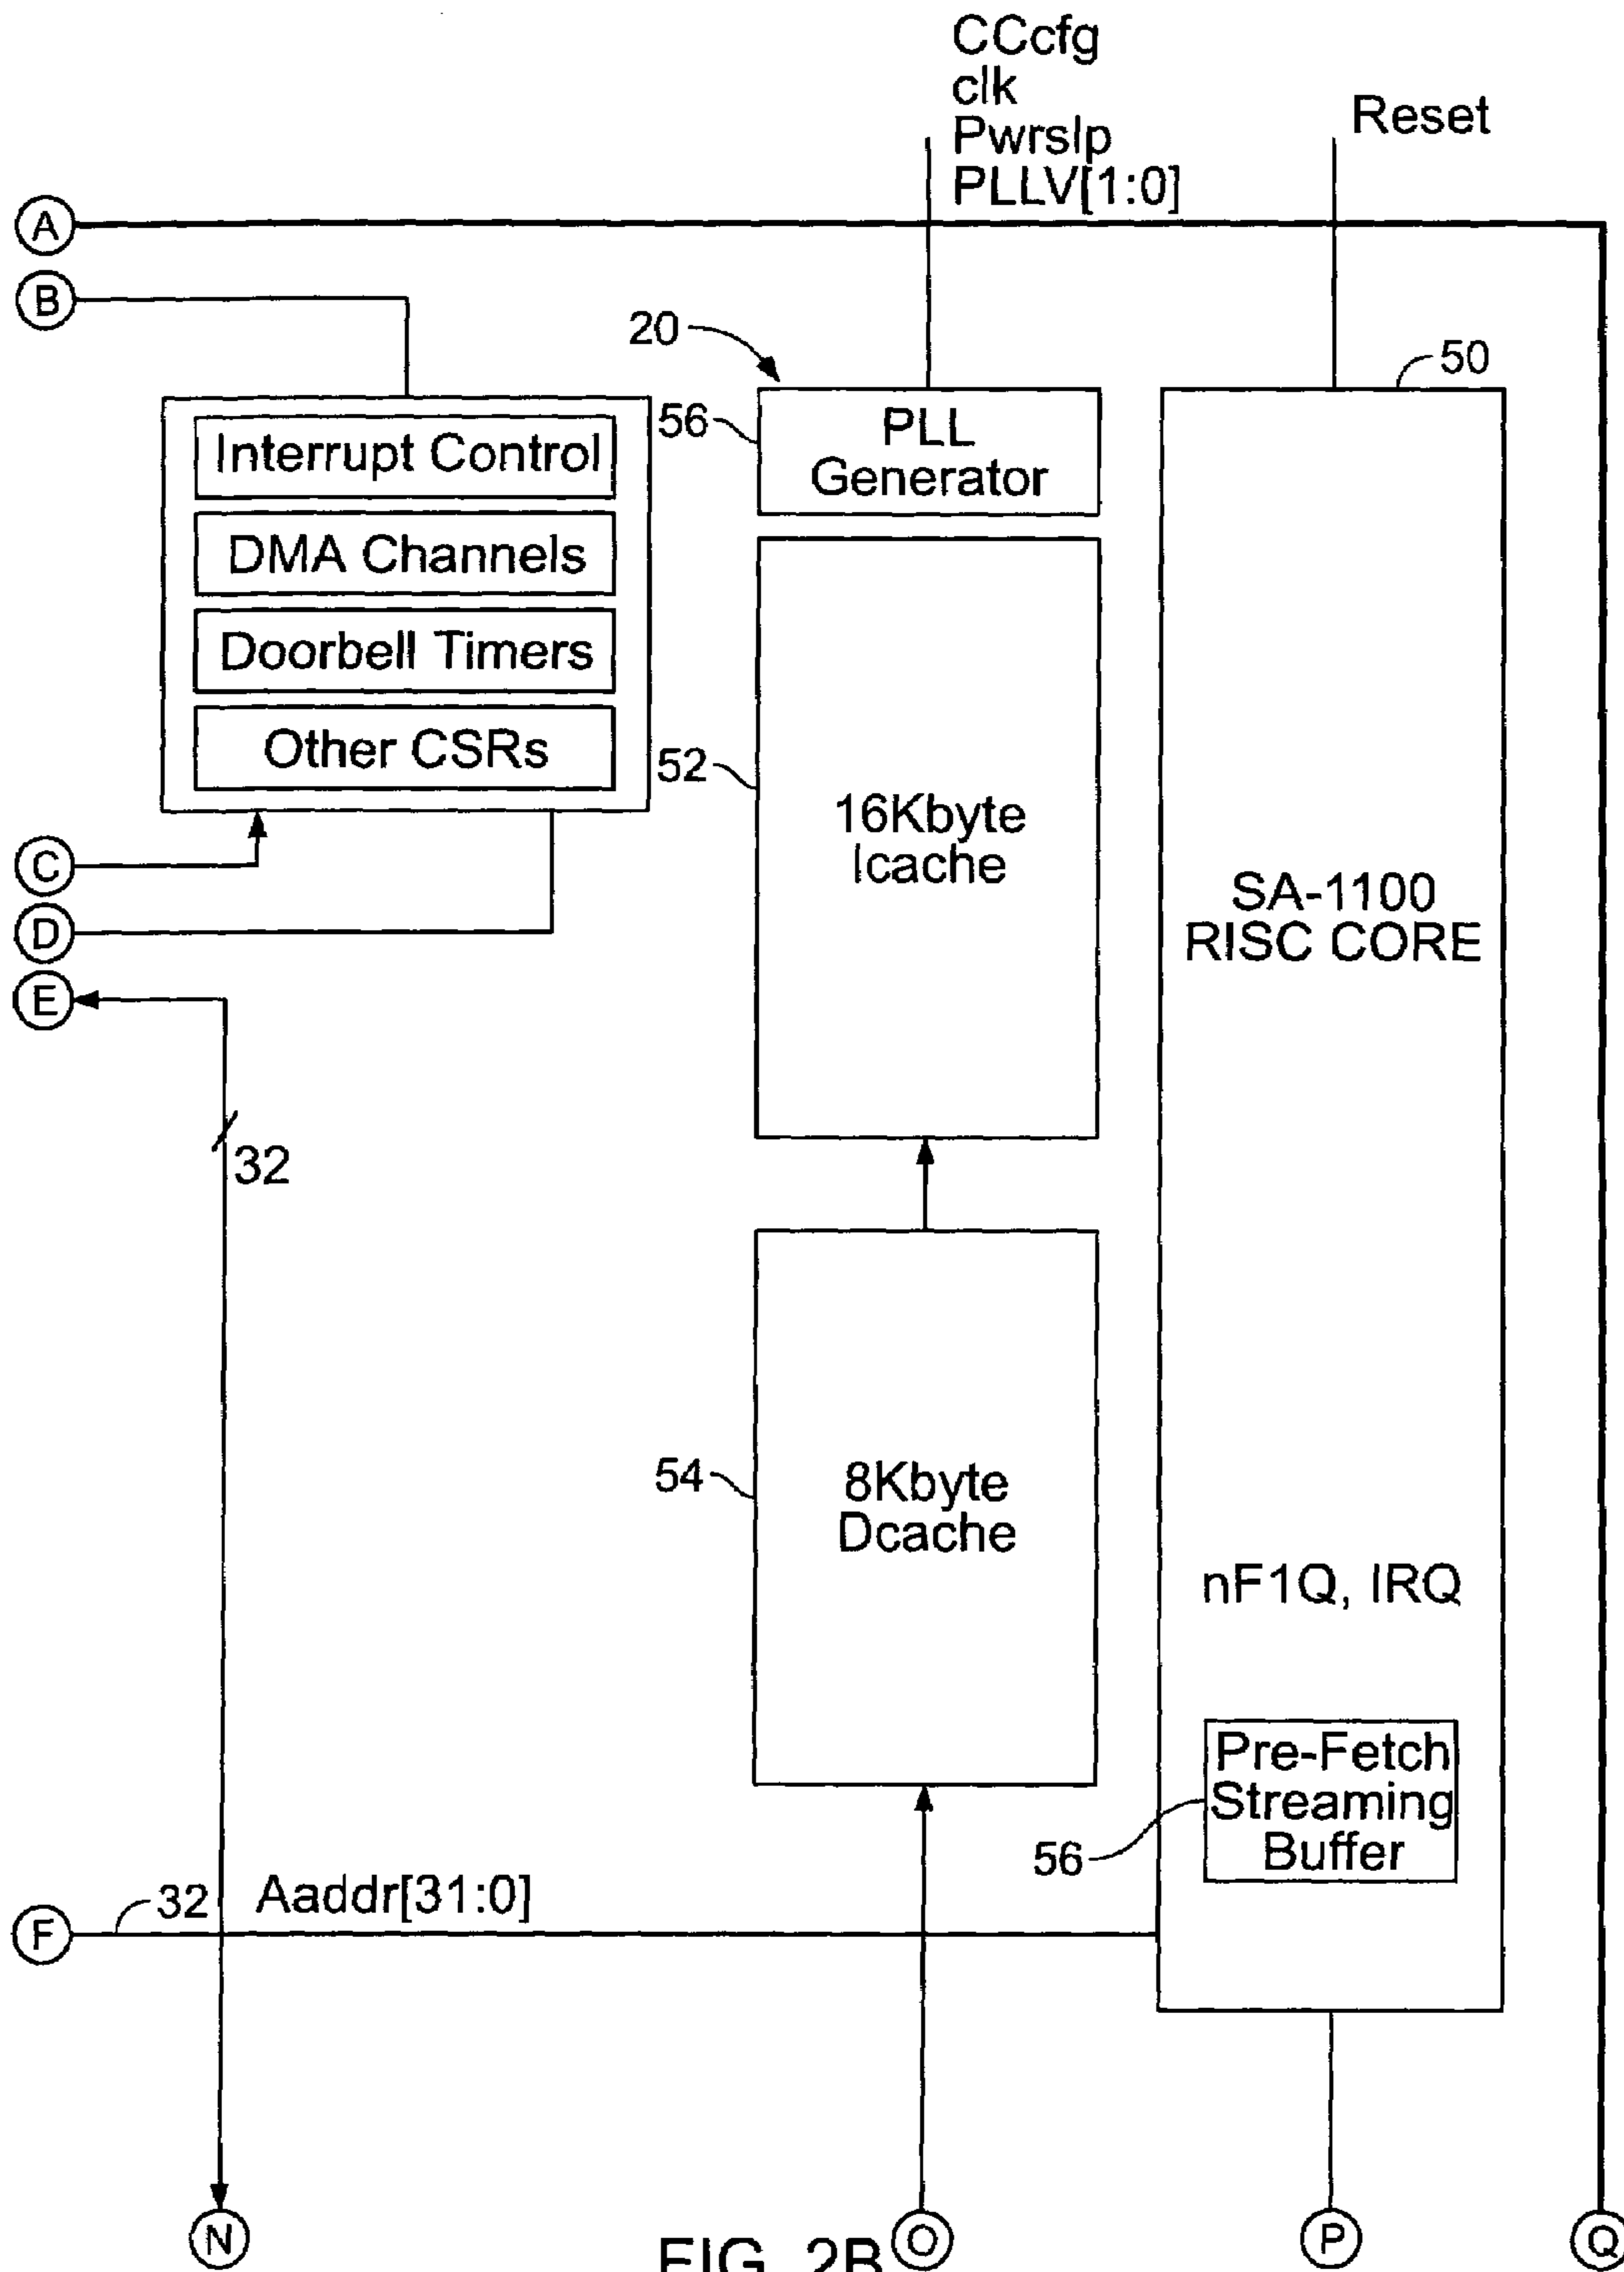 CCcfg
clk
Pwrslp
PLLV[1:0]
Reset
A
B
20
50
56
PLL
Generator
Interrupt Control
DMA Channels
Doorbell Timers
Other CSRs
52
16Kbyte
Icache
SA-1100
RISC CORE
C
D
E
32
54
8Kbyte
Dcache
nF1Q, IRQ
Pre-Fetch
Streaming
Buffer
56
32
Aaddr[31:0]
F
N
O
P
Q
FIG. 2B